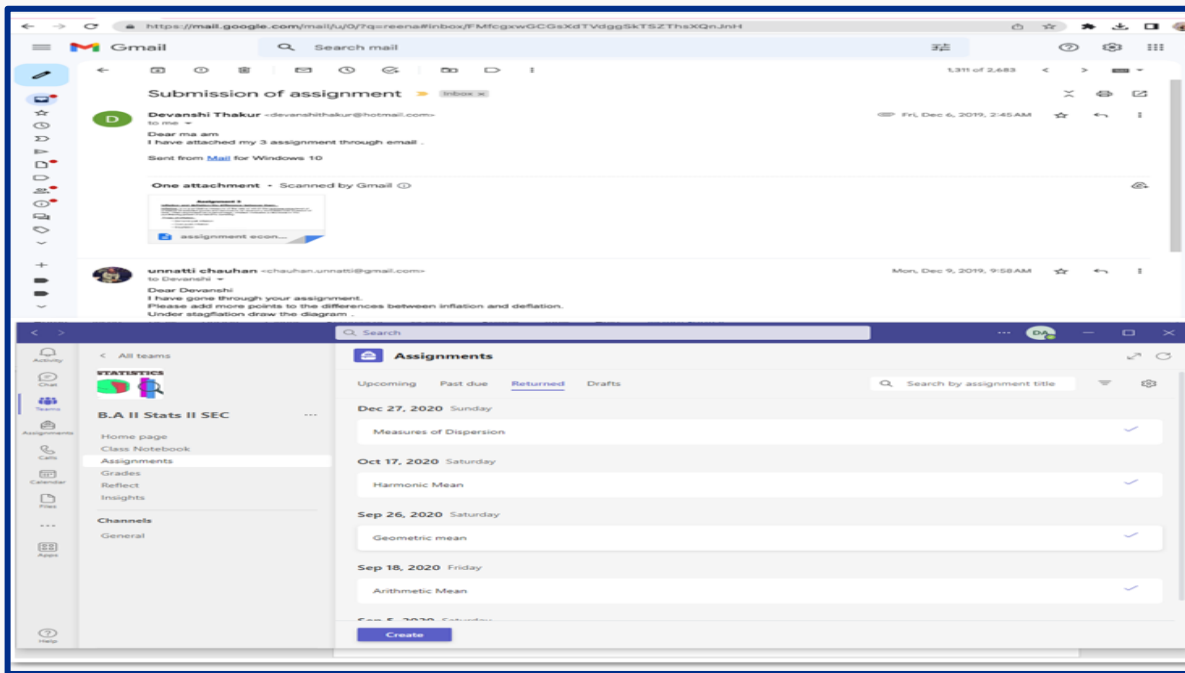 https://mail.google.com/mail/u/0/?q=reena#inbox/FMfcgxwGCGsXdTVdggSkTSZThsXQnJnH
Gmail
Search mail
1,311 of 2,683
Submission of assignment
Inbox ×
D
Devanshi Thakur <devanshithakur@hotmail.com>
Fri, Dec 6, 2019, 2:45 AM
to me
Dear ma am
I have attached my 3 assignment through email .
Sent from Mail for Windows 10
One attachment • Scanned by Gmail
Assignment 3
assignment econ...
unnatti chauhan <chauhan.unnatti@gmail.com>
Mon, Dec 9, 2019, 9:58 AM
to Devanshi
Dear Devanshi
I have gone through your assignment.
Please add more points to the differences between inflation and deflation.
Under stagflation draw the diagram .
Search
DA
Activity
Chat
Teams
Assignments
Calls
Calendar
Files
Apps
Help
All teams
STATISTICS
B.A II Stats II SEC
Home page
Class Notebook
Assignments
Grades
Reflect
Insights
Channels
General
Assignments
Upcoming Past due Returned Drafts
Search by assignment title
Dec 27, 2020 Sunday
Measures of Dispersion
Oct 17, 2020 Saturday
Harmonic Mean
Sep 26, 2020 Saturday
Geometric mean
Sep 18, 2020 Friday
Arithmetic Mean
Sep 5, 2020 Saturday
Create